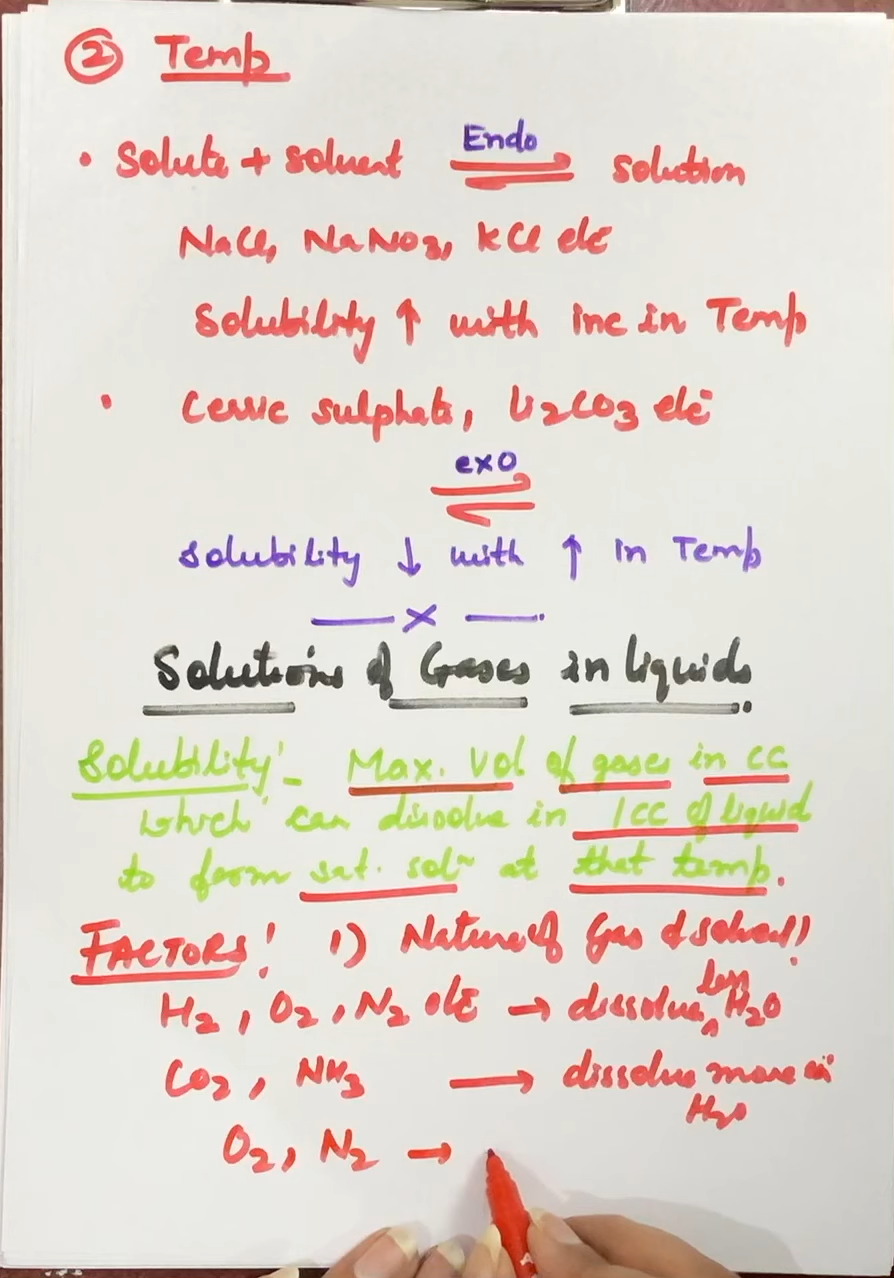 ② Temp
• Solute + solvent Endo ⇌ solution
NaCl, NaNO3, KCl etc
Solubility ↑ with inc in Temp
• Ceric sulphate, Li2CO3 etc
exo
⇌
solubility ↓ with ↑ in Temp
— x —
Solutions of Gases in liquids
Solubility:- Max. Vol of gases in cc
which can dissolve in 1cc of liquid
to form sat. solⁿ at that temp.
FACTORS: 1) Nature of Gas & solvent:
less
H2, O2, N2 etc → dissolve ^ H2O
CO2, NH3 → dissolve more in
H2O
O2, N2 →